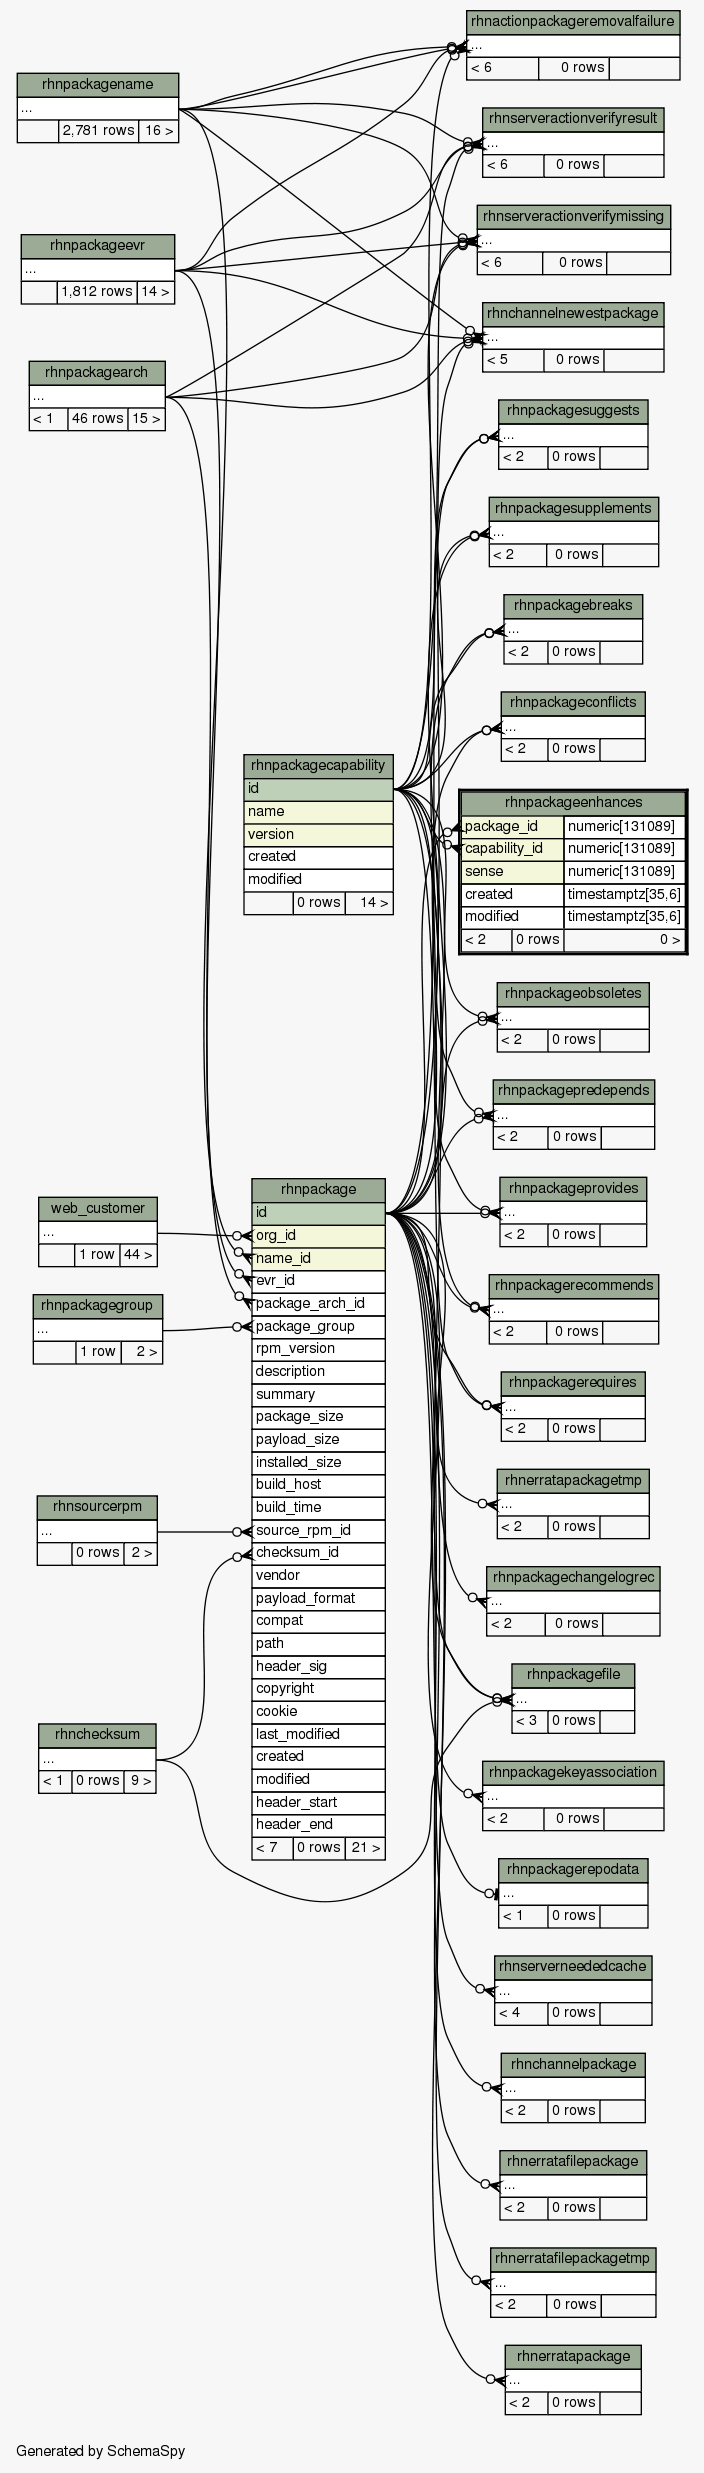 rhnactionpackageremovalfailure
...
< 6 0 rows
rhnpackagename
...
2,781 rows 16 >
rhnserveractionverifyresult
...
< 6 0 rows
rhnserveractionverifymissing
...
< 6 0 rows
rhnpackageevr
...
1,812 rows 14 >
rhnchannelnewestpackage
...
< 5 0 rows
rhnpackagearch
...
< 1 46 rows 15 >
rhnpackagesuggests
...
< 2 0 rows
rhnpackagesupplements
...
< 2 0 rows
rhnpackagebreaks
...
< 2 0 rows
rhnpackageconflicts
...
< 2 0 rows
rhnpackagecapability
id
name
version
created
modified
0 rows 14 >
rhnpackageenhances
package_id numeric[131089]
capability_id numeric[131089]
sense numeric[131089]
created timestamptz[35,6]
modified timestamptz[35,6]
< 2 0 rows 0 >
rhnpackageobsoletes
...
< 2 0 rows
rhnpackagepredepends
...
< 2 0 rows
rhnpackageprovides
...
< 2 0 rows
rhnpackagerecommends
...
< 2 0 rows
rhnpackagerequires
...
< 2 0 rows
rhnerratapackagetmp
...
< 2 0 rows
rhnpackagechangelogrec
...
< 2 0 rows
rhnpackagefile
...
< 3 0 rows
rhnpackagekeyassociation
...
< 2 0 rows
rhnpackagerepodata
...
< 1 0 rows
rhnserverneededcache
...
< 4 0 rows
rhnchannelpackage
...
< 2 0 rows
rhnerratafilepackage
...
< 2 0 rows
rhnerratafilepackagetmp
...
< 2 0 rows
rhnerratapackage
...
< 2 0 rows
rhnpackage
id
org_id
name_id
evr_id
package_arch_id
package_group
rpm_version
description
summary
package_size
payload_size
installed_size
build_host
build_time
source_rpm_id
checksum_id
vendor
payload_format
compat
path
header_sig
copyright
cookie
last_modified
created
modified
header_start
header_end
< 7 0 rows 21 >
web_customer
...
1 row 44 >
rhnpackagegroup
...
1 row 2 >
rhnsourcerpm
...
0 rows 2 >
rhnchecksum
...
< 1 0 rows 9 >
Generated by SchemaSpy